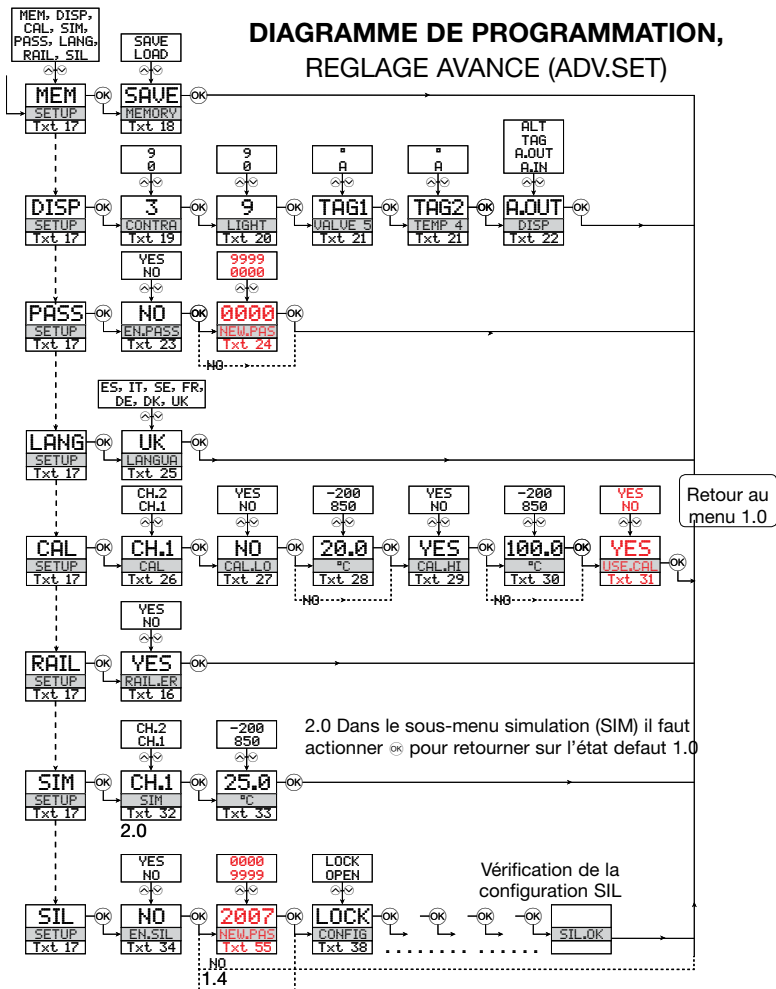 DIAGRAMME DE PROGRAMMATION,
REGLAGE AVANCE (ADV.SET)
MEM, DISP,
CAL, SIM,
PASS, LANG,
RAIL, SIL
SAVE
LOAD
MEM OK SAVE OK
SETUP MEMORY
Txt 17 Txt 18
9 9 ° ° ALT
0 0 A A TAG
A.OUT
A.IN
DISP OK 3 OK 9 OK TAG1 OK TAG2 OK A.OUT OK
SETUP CONTRA LIGHT VALVE 5 TEMP 4 DISP
Txt 17 Txt 19 Txt 20 Txt 21 Txt 21 Txt 22
YES 9999
NO 0000
PASS OK NO OK 0000 OK
SETUP EN.PASS NEW.PAS
Txt 17 Txt 23 Txt 24
NO
ES, IT, SE, FR,
DE, DK, UK
LANG OK UK OK
SETUP LANGUA
Txt 17 Txt 25
Retour au
menu 1.0
CH.2 YES -200 YES -200 YES
CH.1 NO 850 NO 850 NO
CAL OK CH.1 OK NO OK 20.0 OK YES OK 100.0 OK YES OK
SETUP CAL CAL.LO °C CAL.HI °C USE.CAL
Txt 17 Txt 26 Txt 27 Txt 28 Txt 29 Txt 30 Txt 31
NO NO
YES
NO
RAIL OK YES OK
SETUP RAIL.ER
Txt 17 Txt 16
2.0 Dans le sous-menu simulation (SIM) il faut
actionner OK pour retourner sur l'état defaut 1.0
CH.2 -200
CH.1 850
SIM OK CH.1 OK 25.0 OK
SETUP SIM °C
Txt 17 Txt 32 Txt 33
2.0
Vérification de la
configuration SIL
YES 0000 LOCK
NO 9999 OPEN
SIL OK NO OK 2007 OK LOCK OK OK OK OK
SETUP EN.SIL NEW.PAS CONFIG SIL.OK
Txt 17 Txt 34 Txt 55 Txt 38
NO
1.4